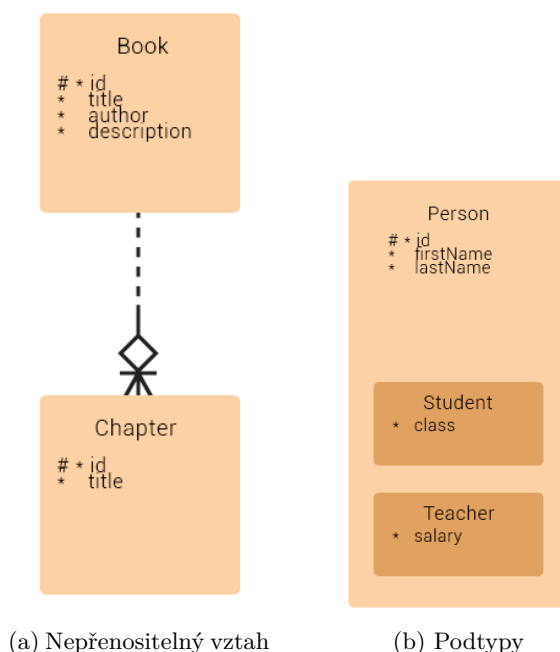 Book
# * id
* title
* author
* description
Chapter
# * id
* title
(a) Nepřenositelný vztah
Person
# * id
* firstName
* lastName
Student
* class
Teacher
* salary
(b) Podtypy